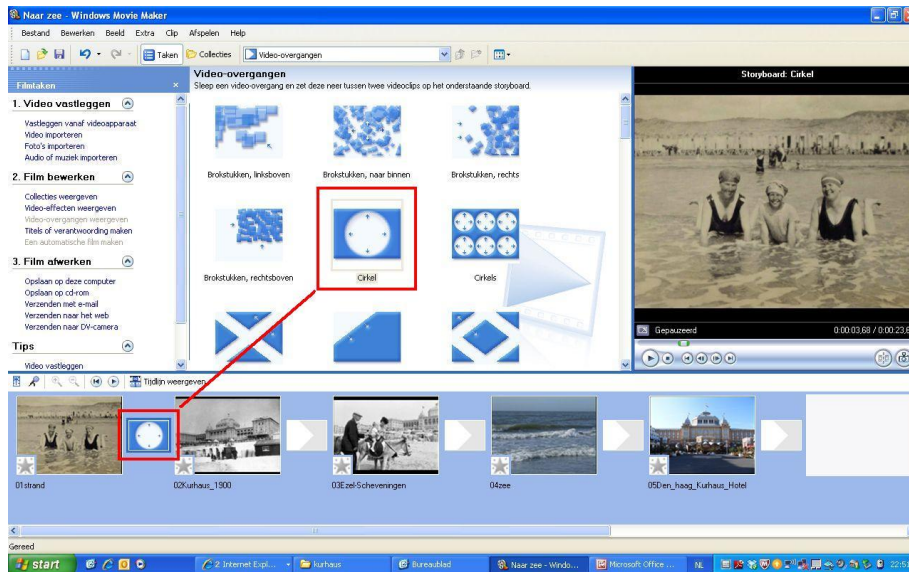 Naar zee - Windows Movie Maker
Bestand Bewerken Beeld Extra Clip Afspelen Help
Taken Collecties Video-overgangen
Filmtaken
1. Video vastleggen
Vastleggen vanaf videoapparaat
Video importeren
Foto's importeren
Audio of muziek importeren
2. Film bewerken
Collecties weergeven
Video-effecten weergeven
Video-overgangen weergeven
Titels of verantwoording maken
Een automatische film maken
3. Film afwerken
Opslaan op deze computer
Opslaan op cd-rom
Verzenden met e-mail
Verzenden naar het web
Verzenden naar DV-camera
Tips
Video vastleggen
Video-overgangen
Sleep een video-overgang en zet deze neer tussen twee videoclips op het onderstaande storyboard.
Brokstukken, linksboven Brokstukken, naar binnen Brokstukken, rechts
Brokstukken, rechtsboven Cirkel Cirkels
Storyboard: Cirkel
Gepauzeerd 0:00:03,68 / 0:00:23,6
Tijdlijn weergeven
01strand 02Kurhaus_1900 03Ezel-Scheveningen 04zee 05Den_haag_Kurhaus_Hotel
Gereed
start 2 Internet Expl... kurhaus Bureaublad Naar zee - Windo... Microsoft Office ... NL 22:51